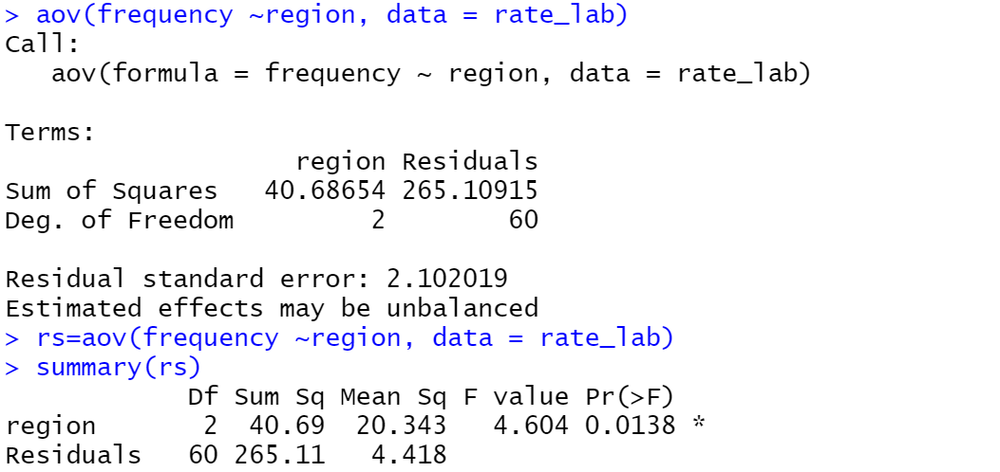 > aov(frequency ~region, data = rate_lab)
Call:
   aov(formula = frequency ~ region, data = rate_lab)

Terms:
                   region Residuals
Sum of Squares   40.68654 265.10915
Deg. of Freedom         2        60

Residual standard error: 2.102019
Estimated effects may be unbalanced
> rs=aov(frequency ~region, data = rate_lab)
> summary(rs)
            Df Sum Sq Mean Sq F value Pr(>F)
region       2  40.69  20.343   4.604 0.0138 *
Residuals   60 265.11   4.418